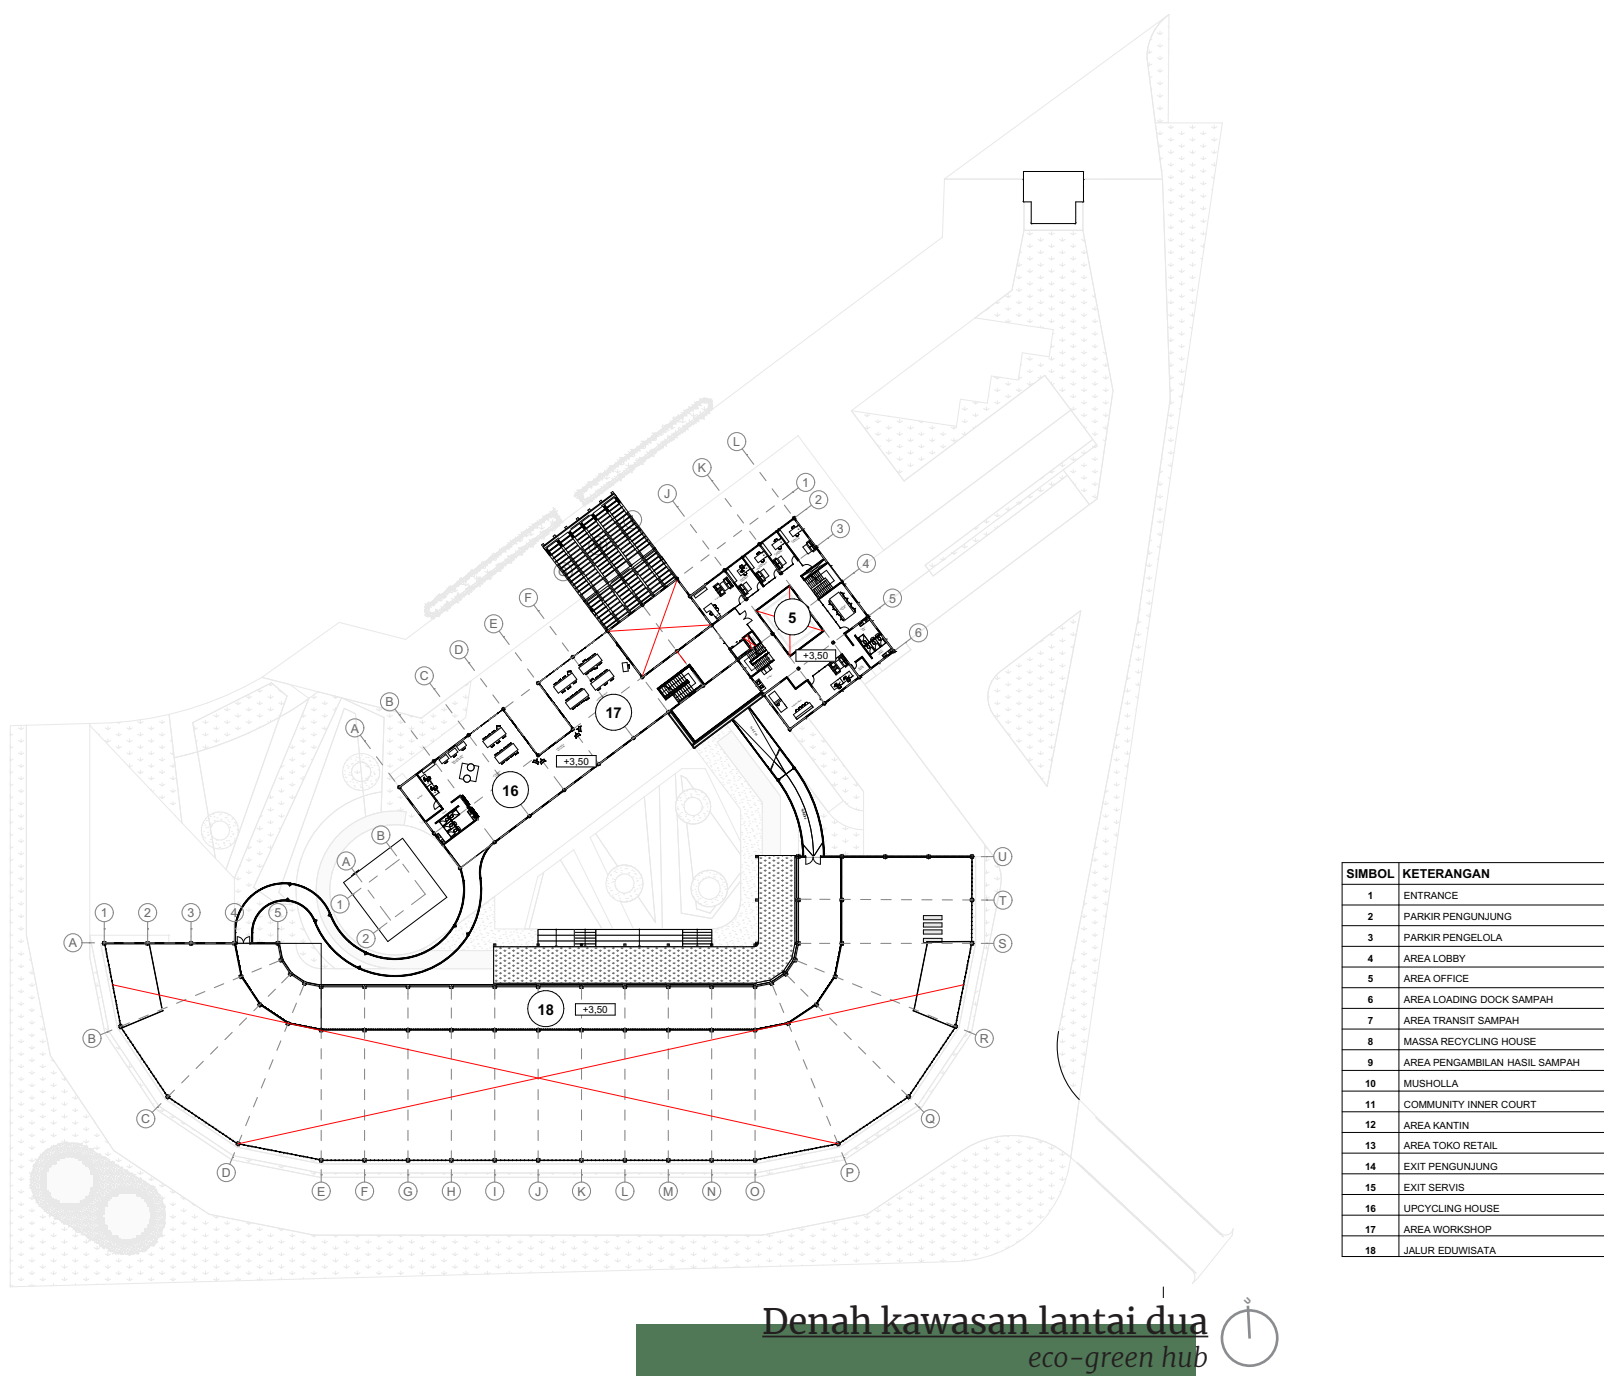 L
K
J
1
2
3
4
5
6
F
E
D
C
B
A
5
+3,50
17
+3,50
16
B
A
1
2
1
2
3
4
5
A
B
C
D
E
F
G
H
I
J
K
L
M
N
O
P
Q
R
S
T
U
18
+3,50
SIMBOL KETERANGAN
1 ENTRANCE
2 PARKIR PENGUNJUNG
3 PARKIR PENGELOLA
4 AREA LOBBY
5 AREA OFFICE
6 AREA LOADING DOCK SAMPAH
7 AREA TRANSIT SAMPAH
8 MASSA RECYCLING HOUSE
9 AREA PENGAMBILAN HASIL SAMPAH
10 MUSHOLLA
11 COMMUNITY INNER COURT
12 AREA KANTIN
13 AREA TOKO RETAIL
14 EXIT PENGUNJUNG
15 EXIT SERVIS
16 UPCYCLING HOUSE
17 AREA WORKSHOP
18 JALUR EDUWISATA
Denah kawasan lantai dua
eco-green hub